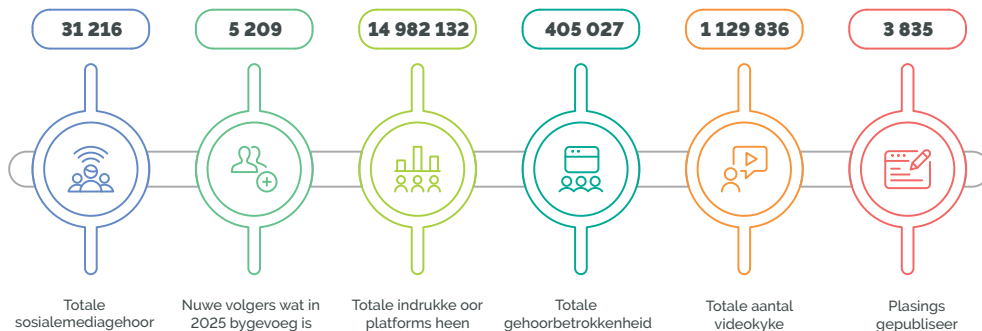 31 216
5 209
14 982 132
405 027
1 129 836
3 835
Totale
sosialemediagehoor
Nuwe volgers wat in
2025 bygevoeg is
Totale indrukke oor
platforms heen
Totale
gehoorbetrokkenheid
Totale aantal
videokyke
Plasings
gepubliseer